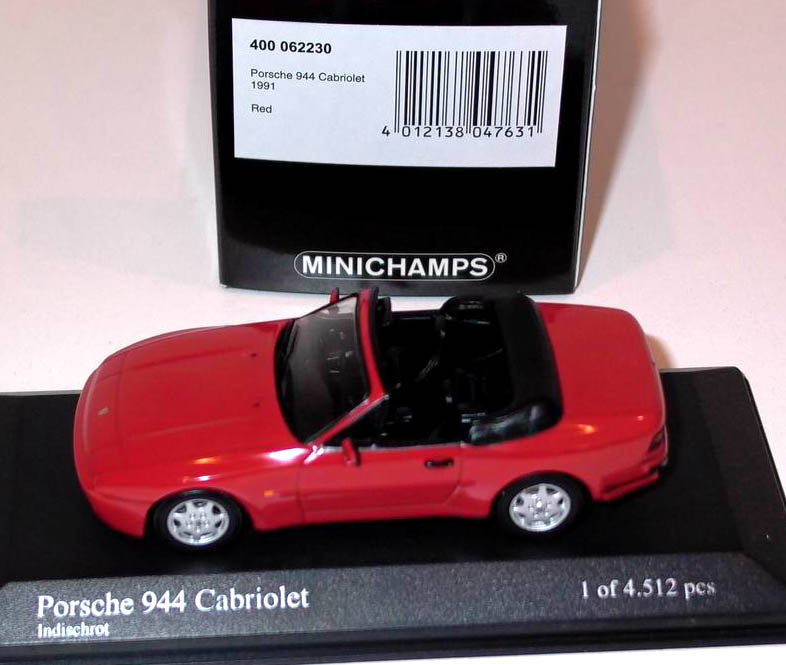 400 062230
Porsche 944 Cabriolet
1991
Red
4 012138 047631
MINICHAMPS®
Porsche 944 Cabriolet
1 of 4.512 pcs
Indischrot